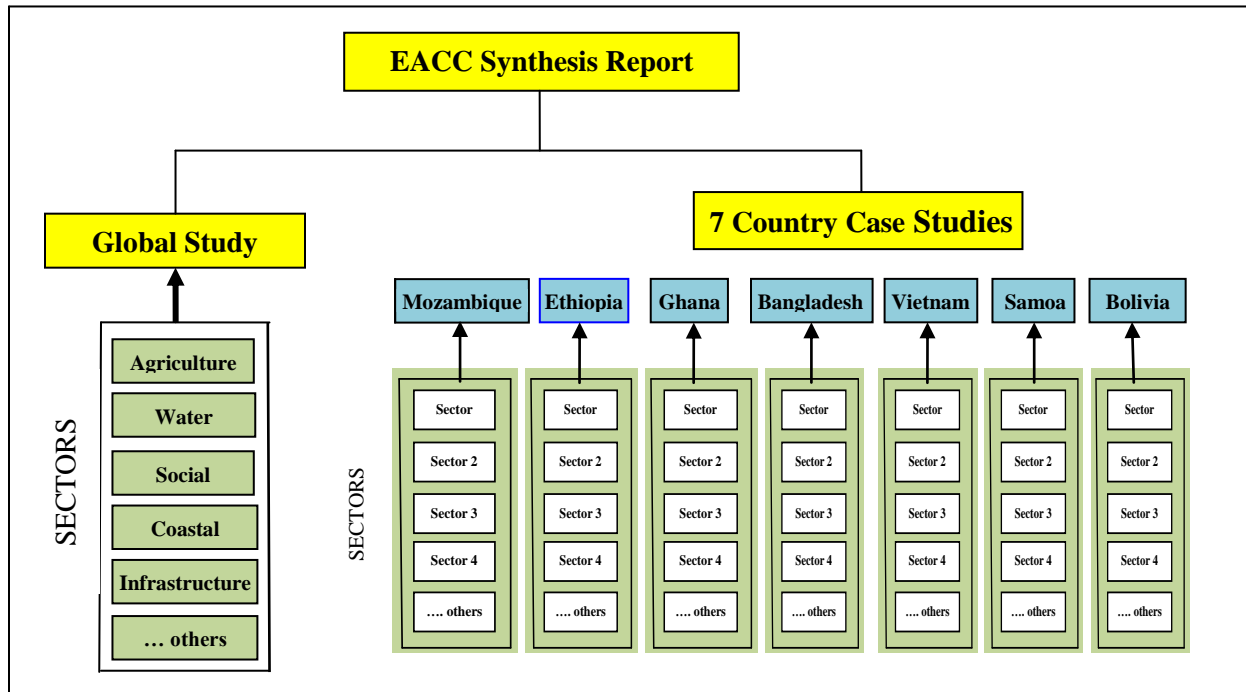 EACC Synthesis Report
Global Study
7 Country Case Studies
SECTORS
Agriculture
Water
Social
Coastal
Infrastructure
… others
SECTORS
Mozambique
Sector
Sector 2
Sector 3
Sector 4
…. others
Ethiopia
Sector
Sector 2
Sector 3
Sector 4
…. others
Ghana
Sector
Sector 2
Sector 3
Sector 4
…. others
Bangladesh
Sector
Sector 2
Sector 3
Sector 4
…. others
Vietnam
Sector
Sector 2
Sector 3
Sector 4
…. others
Samoa
Sector
Sector 2
Sector 3
Sector 4
…. others
Bolivia
Sector
Sector 2
Sector 3
Sector 4
…. others